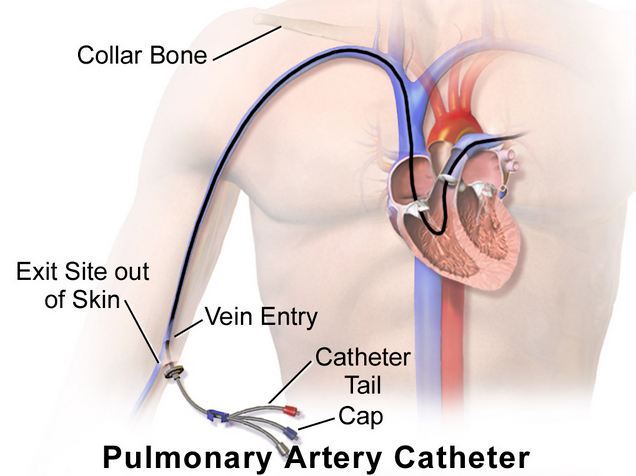 Collar Bone
Exit Site out
of Skin
Vein Entry
Catheter
Tail
Cap
Pulmonary Artery Catheter